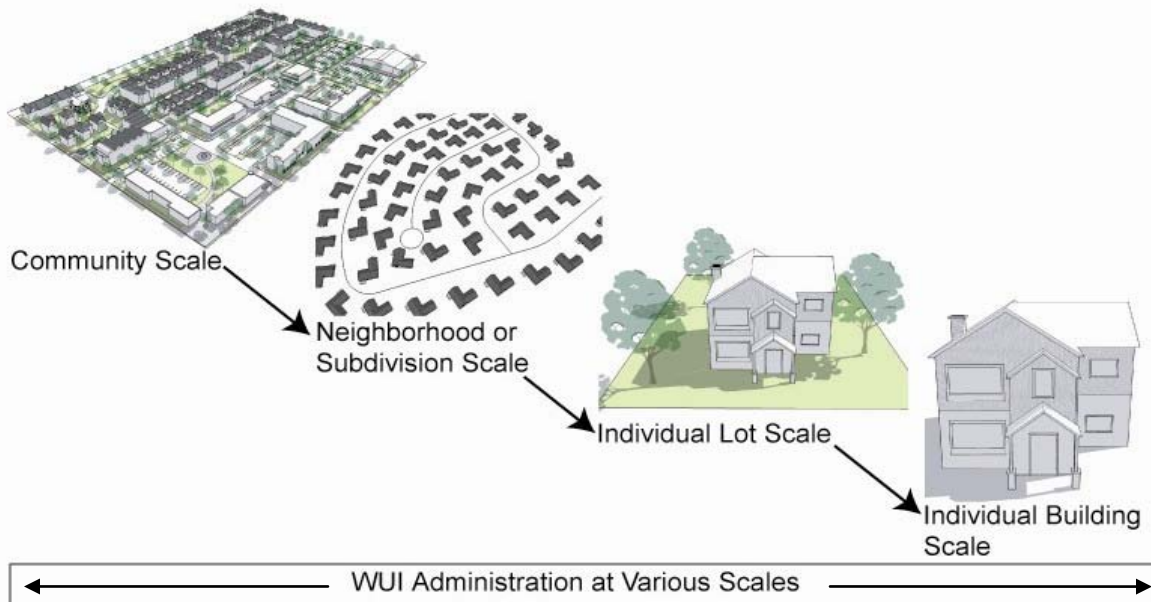 Community Scale
Neighborhood or
Subdivision Scale
Individual Lot Scale
Individual Building
Scale
WUI Administration at Various Scales